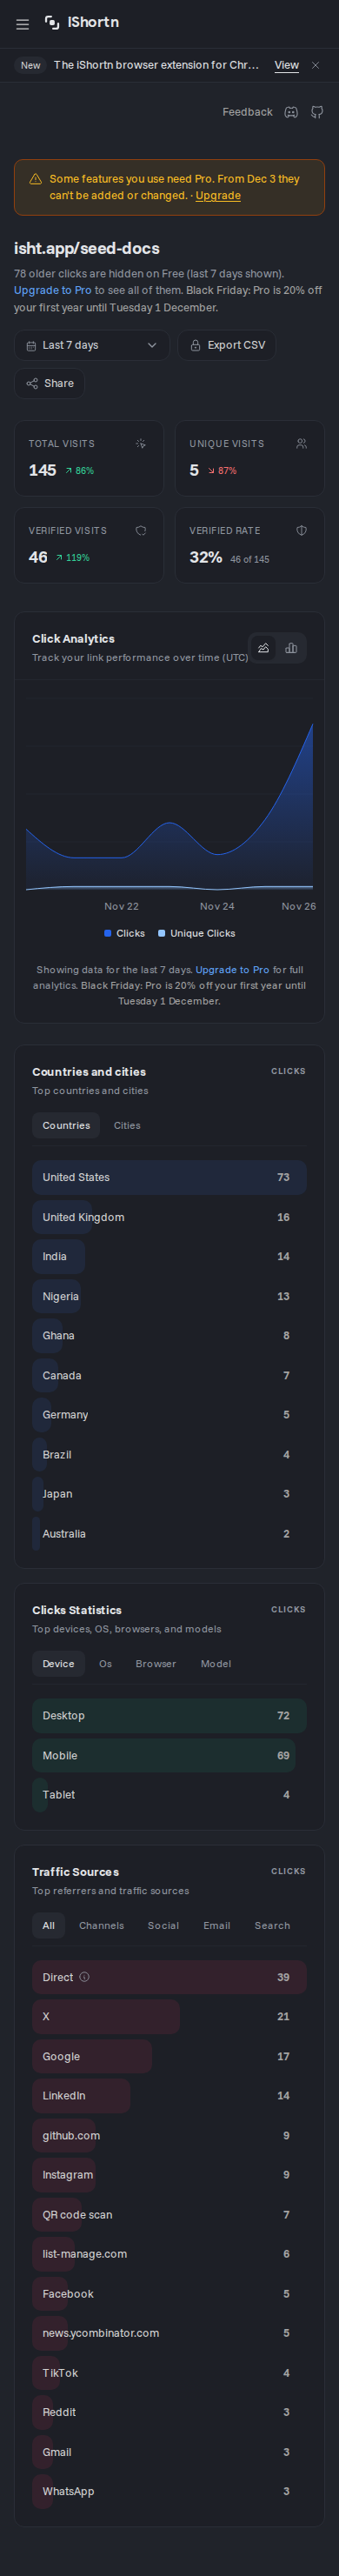 IShortn
New The iShortn browser extension for Chr... View
Feedback
Some features you use need Pro. From Dec 3 they
can't be added or changed. · Upgrade
isht.app/seed-docs
78 older clicks are hidden on Free (last 7 days shown).
Upgrade to Pro to see all of them. Black Friday: Pro is 20% off
your first year until Tuesday 1 December.
Last 7 days
Export CSV
Share
TOTAL VISITS
145 86%
UNIQUE VISITS
5 87%
VERIFIED VISITS
46 119%
VERIFIED RATE
32% 46 of 145
Click Analytics
Track your link performance over time (UTC)
Nov 22 Nov 24 Nov 26
Clicks Unique Clicks
Showing data for the last 7 days. Upgrade to Pro for full
analytics. Black Friday: Pro is 20% off your first year until
Tuesday 1 December.
Countries and cities CLICKS
Top countries and cities
Countries Cities
United States 73
United Kingdom 16
India 14
Nigeria 13
Ghana 8
Canada 7
Germany 5
Brazil 4
Japan 3
Australia 2
Clicks Statistics CLICKS
Top devices, OS, browsers, and models
Device Os Browser Model
Desktop 72
Mobile 69
Tablet 4
Traffic Sources CLICKS
Top referrers and traffic sources
All Channels Social Email Search
Direct 39
X 21
Google 17
LinkedIn 14
github.com 9
Instagram 9
QR code scan 7
list-manage.com 6
Facebook 5
news.ycombinator.com 5
TikTok 4
Reddit 3
Gmail 3
WhatsApp 3